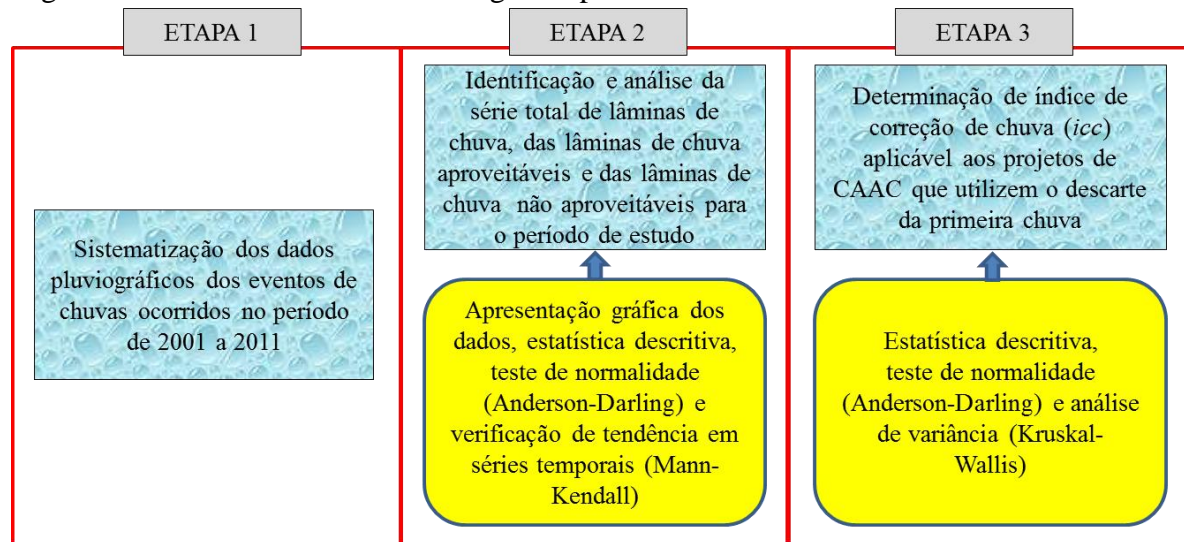 ETAPA 1
Sistematização dos dados
pluviográficos dos eventos de
chuvas ocorridos no período
de 2001 a 2011
ETAPA 2
Identificação e análise da
série total de lâminas de
chuva, das lâminas de chuva
aproveitáveis e das lâminas de
chuva não aproveitáveis para
o período de estudo
Apresentação gráfica dos
dados, estatística descritiva,
teste de normalidade
(Anderson-Darling) e
verificação de tendência em
séries temporais (Mann-
Kendall)
ETAPA 3
Determinação de índice de
correção de chuva (icc)
aplicável aos projetos de
CAAC que utilizem o descarte
da primeira chuva
Estatística descritiva,
teste de normalidade
(Anderson-Darling) e análise
de variância (Kruskal-
Wallis)